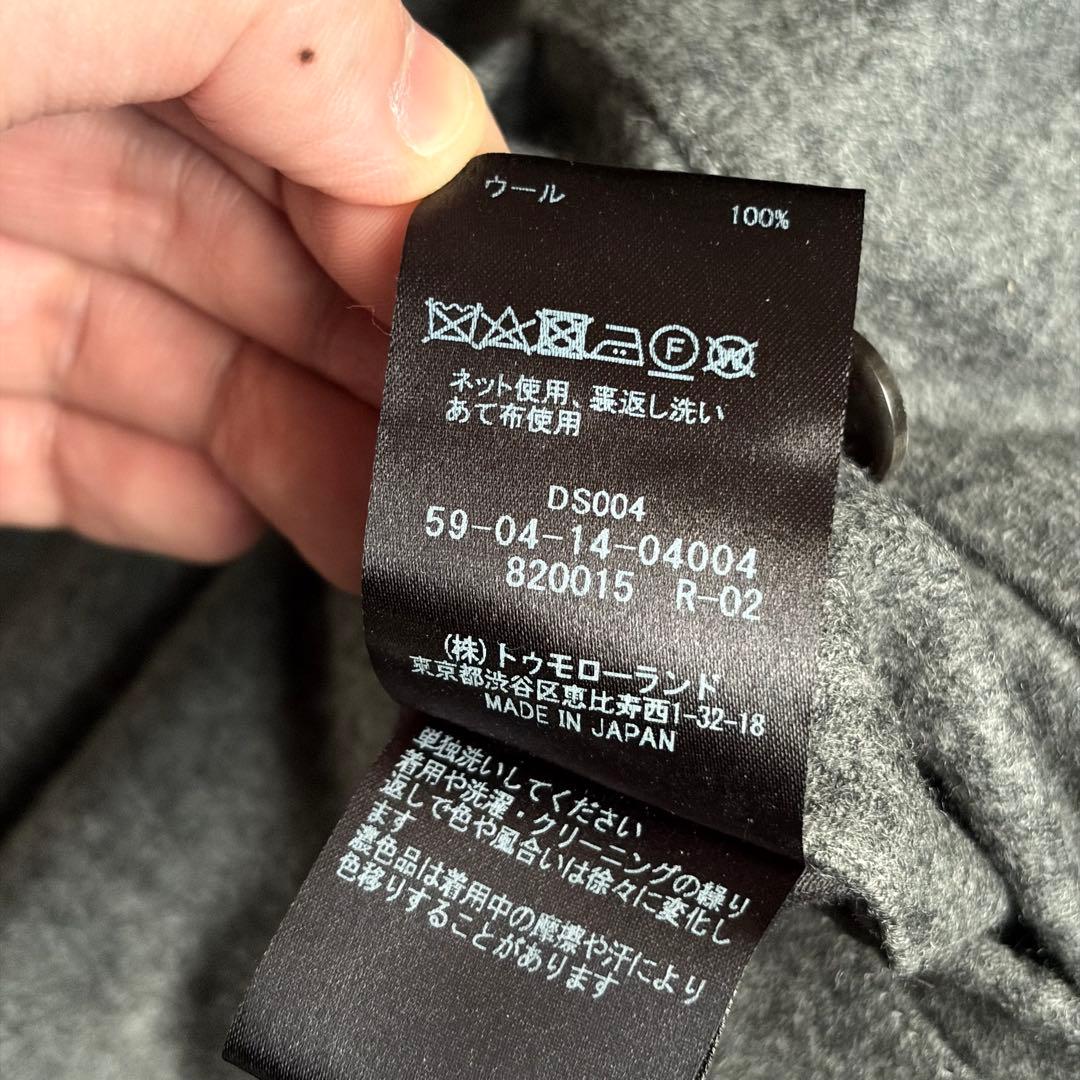 ウール 100%
F W
ネット使用、裏返し洗い
あて布使用
DS004
59-04-14-04004
820015 R-02
(株)トゥモローランド
東京都渋谷区恵比寿西1-32-18
MADE IN JAPAN
単独洗いしてください
着用や洗濯・クリーニングの繰り
返しで色や風合いは徐々に変化し
ます
濃色品は着用中の摩擦や汗により
色移りすることがあります